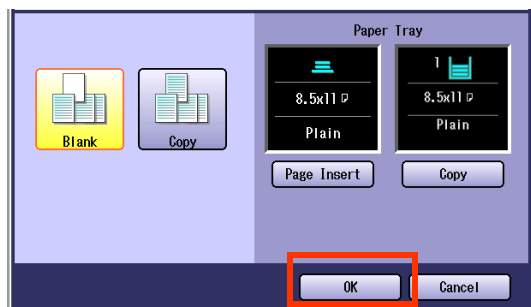 Paper Tray
1
8.5x11
8.5x11
Plain
Plain
Blank
Copy
Page Insert
Copy
OK
Cancel